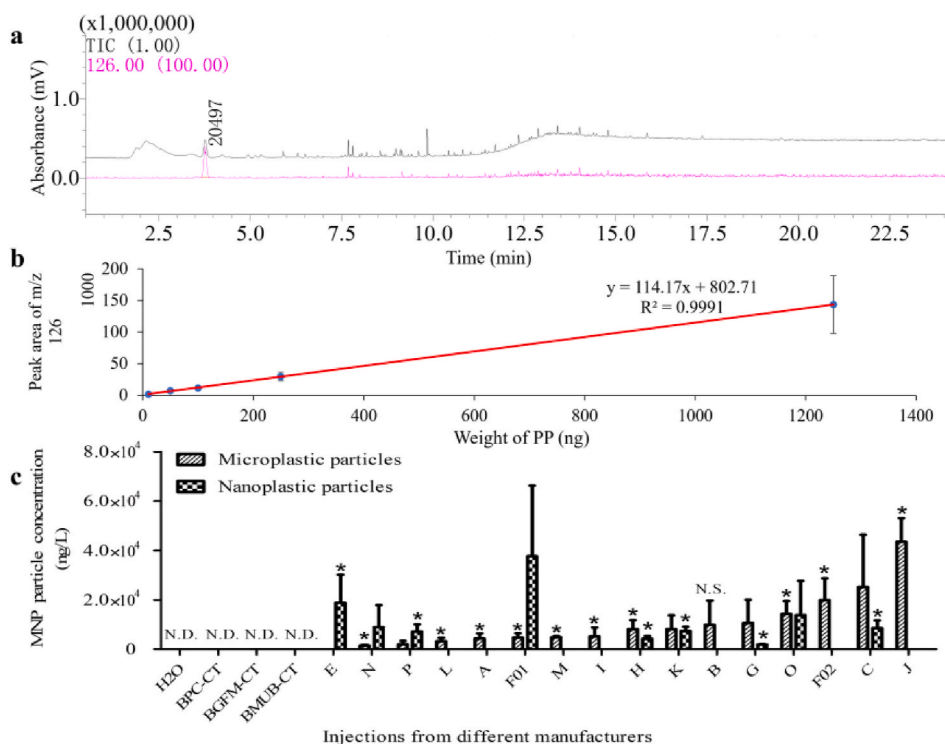 a
(x1,000,000)
TIC (1.00)
126.00 (100.00)
Absorbance (mV)
1.0
0.0
20497
2.5 5.0 7.5 10.0 12.5 15.0 17.5 20.0 22.5
Time (min)
b
Peak area of m/z
126
1000
200
150
100
50
0
y = 114.17x + 802.71
R² = 0.9991
0 200 400 600 800 1000 1200 1400
Weight of PP (ng)
c
MNP particle concentration
(ng/L)
8.0×10⁴
6.0×10⁴
4.0×10⁴
2.0×10⁴
0
Microplastic particles
Nanoplastic particles
N.D. N.D. N.D. N.D. * * * * * * * * * * * N.S. * * * * *
H2O BPC-CT BGFM-CT BMUB-CT E N P L A F01 M I H K B G O F02 C J
Injections from different manufacturers